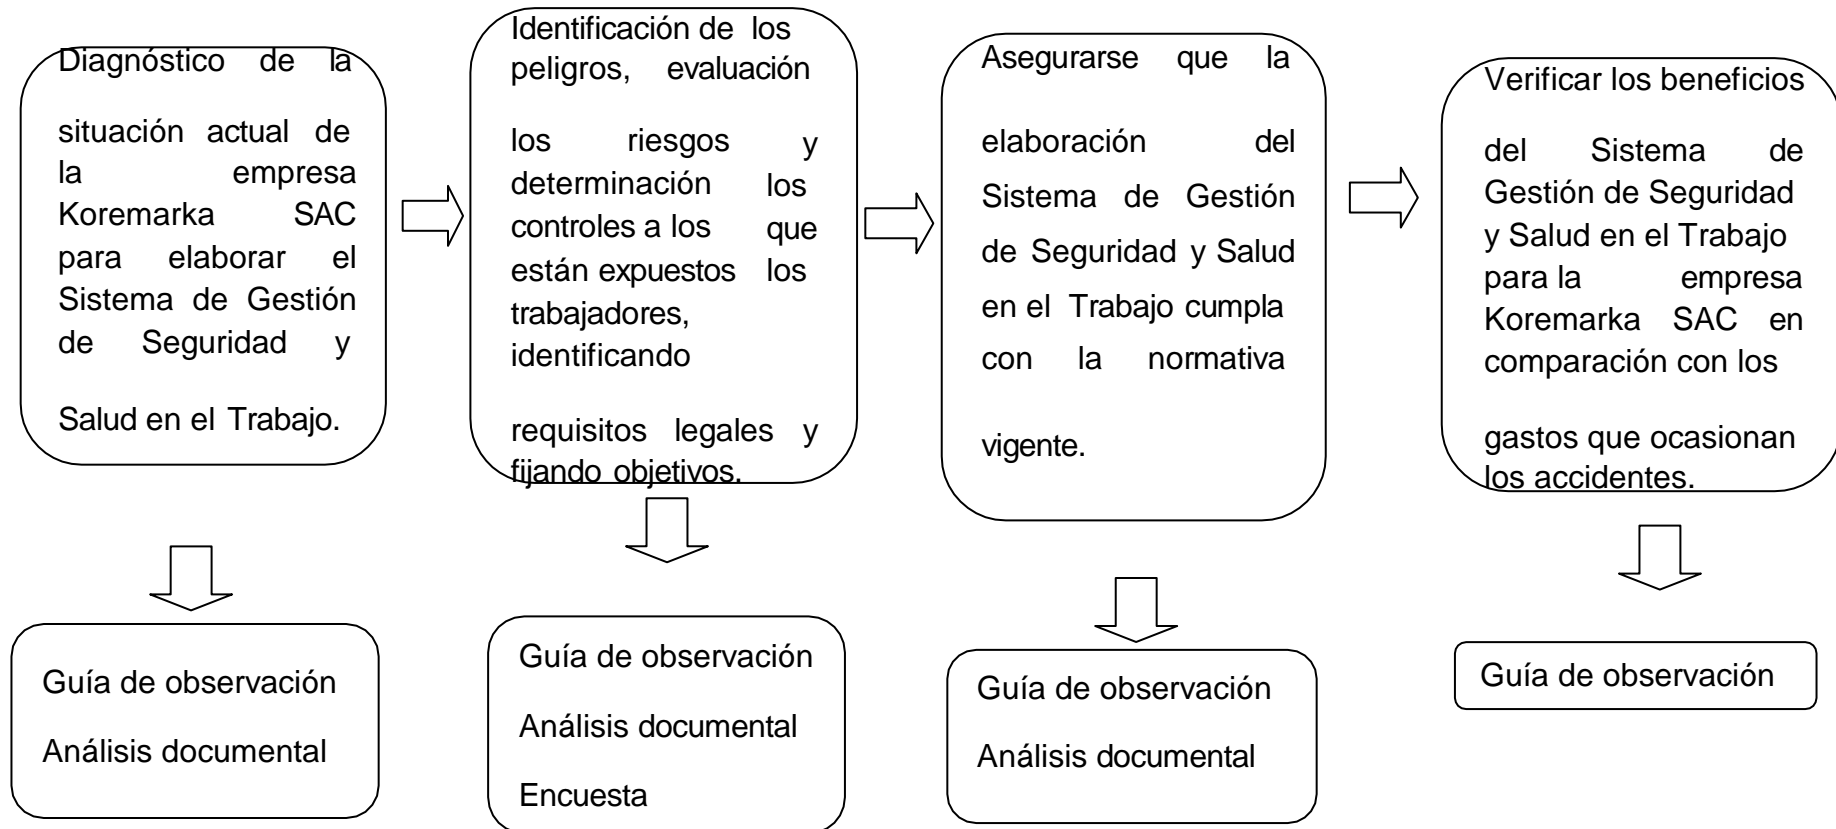 Diagnóstico de la
situación actual de
la empresa
Koremarka SAC
para elaborar el
Sistema de Gestión
de Seguridad y
Salud en el Trabajo.
Identificación de los
peligros, evaluación
los riesgos y
determinación los
controles a los que
están expuestos los
trabajadores,
identificando
requisitos legales y
fijando objetivos.
Asegurarse que la
elaboración del
Sistema de Gestión
de Seguridad y Salud
en el Trabajo cumpla
con la normativa
vigente.
Verificar los beneficios
del Sistema de
Gestión de Seguridad
y Salud en el Trabajo
para la empresa
Koremarka SAC en
comparación con los
gastos que ocasionan
los accidentes.
Guía de observación
Análisis documental
Guía de observación
Análisis documental
Encuesta
Guía de observación
Análisis documental
Guía de observación